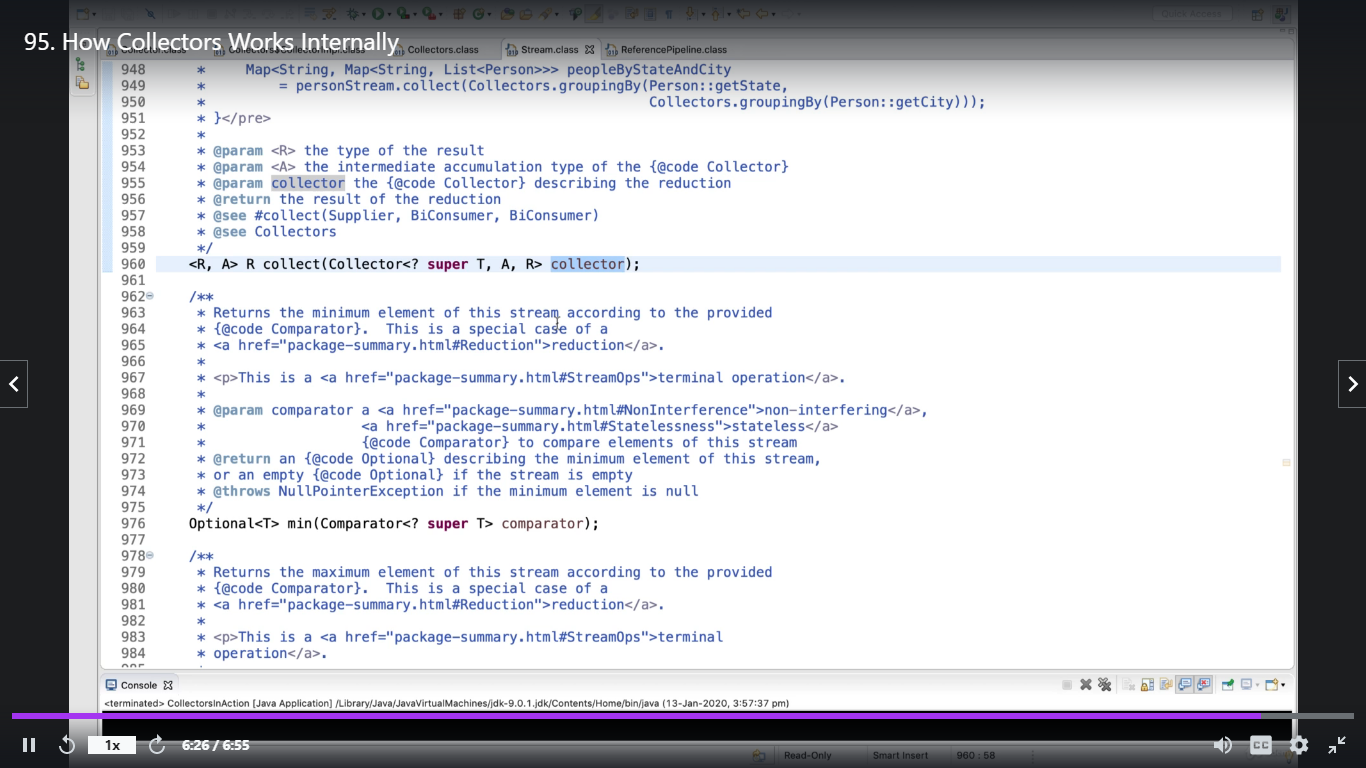 Quick Access
95. How Collectors Works Internally
Collectors.class
Stream.class
ReferencePipeline.class
948 * Map<String, Map<String, List<Person>>> peopleByStateAndCity
949 * = personStream.collect(Collectors.groupingBy(Person::getState,
950 * Collectors.groupingBy(Person::getCity)));
951 * }</pre>
952 *
953 * @param <R> the type of the result
954 * @param <A> the intermediate accumulation type of the {@code Collector}
955 * @param collector the {@code Collector} describing the reduction
956 * @return the result of the reduction
957 * @see #collect(Supplier, BiConsumer, BiConsumer)
958 * @see Collectors
959 */
960 <R, A> R collect(Collector<? super T, A, R> collector);
961
962 /**
963 * Returns the minimum element of this stream according to the provided
964 * {@code Comparator}. This is a special case of a
965 * <a href="package-summary.html#Reduction">reduction</a>.
966 *
967 * <p>This is a <a href="package-summary.html#StreamOps">terminal operation</a>.
968 *
969 * @param comparator a <a href="package-summary.html#NonInterference">non-interfering</a>,
970 * <a href="package-summary.html#Statelessness">stateless</a>
971 * {@code Comparator} to compare elements of this stream
972 * @return an {@code Optional} describing the minimum element of this stream,
973 * or an empty {@code Optional} if the stream is empty
974 * @throws NullPointerException if the minimum element is null
975 */
976 Optional<T> min(Comparator<? super T> comparator);
977
978 /**
979 * Returns the maximum element of this stream according to the provided
980 * {@code Comparator}. This is a special case of a
981 * <a href="package-summary.html#Reduction">reduction</a>.
982 *
983 * <p>This is a <a href="package-summary.html#StreamOps">terminal
984 * operation</a>.
Console
<terminated> CollectorsInAction [Java Application] /Library/Java/JavaVirtualMachines/jdk-9.0.1.jdk/Contents/Home/bin/java (13-Jan-2020, 3:57:37 pm)
1x 6:26 / 6:55 CC
Read-Only Smart Insert 960 : 58